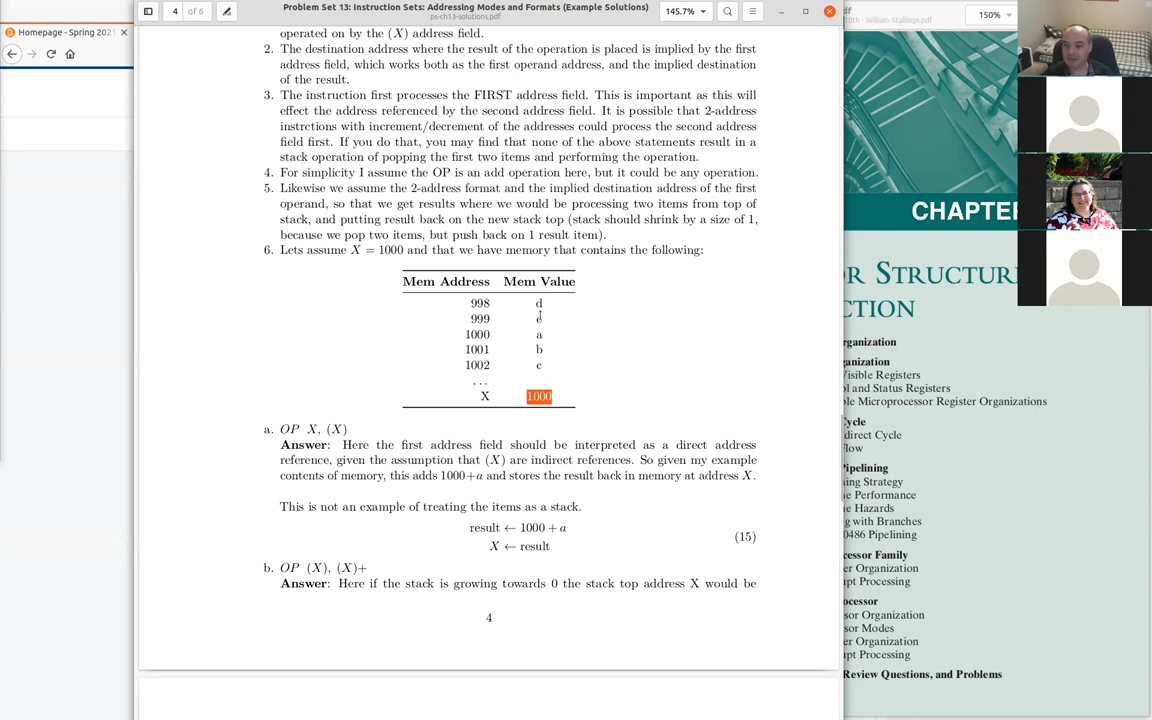 Homepage - Spring 2021
4 of 6
Problem Set 13: Instruction Sets: Addressing Modes and Formats (Example Solutions)
ps-ch13-solutions.pdf
145.7%
operated on by the (X) address field.
2. The destination address where the result of the operation is placed is implied by the first
address field, which works both as the first operand address, and the implied destination
of the result.
3. The instruction first processes the FIRST address field. This is important as this will
effect the address referenced by the second address field. It is possible that 2-address
instrctions with increment/decrement of the addresses could process the second address
field first. If you do that, you may find that none of the above statements result in a
stack operation of popping the first two items and performing the operation.
4. For simplicity I assume the OP is an add operation here, but it could be any operation.
5. Likewise we assume the 2-address format and the implied destination address of the first
operand, so that we get results where we would be processing two items from top of
stack, and putting result back on the new stack top (stack should shrink by a size of 1,
because we pop two items, but push back on 1 result item).
6. Lets assume X = 1000 and that we have memory that contains the following:
Mem Address Mem Value
998 d
999 e
1000 a
1001 b
1002 c
...
X 1000
a. OP X, (X)
Answer: Here the first address field should be interpreted as a direct address
reference, given the assumption that (X) are indirect references. So given my example
contents of memory, this adds 1000+a and stores the result back in memory at address X.
This is not an example of treating the items as a stack.
result ← 1000 + a
X ← result
(15)
b. OP (X), (X)+
Answer: Here if the stack is growing towards 0 the stack top address X would be
4
df
10th - William Stallings.pdf
150%
CHAPTE
R STRUCTUR
CTION
rganization
ganization
Visible Registers
ol and Status Registers
ple Microprocessor Register Organizations
Cycle
direct Cycle
Flow
Pipelining
ning Strategy
ne Performance
ne Hazards
ng with Branches
0486 Pipelining
cessor Family
er Organization
upt Processing
ocessor
sor Organization
sor Modes
er Organization
upt Processing
Review Questions, and Problems